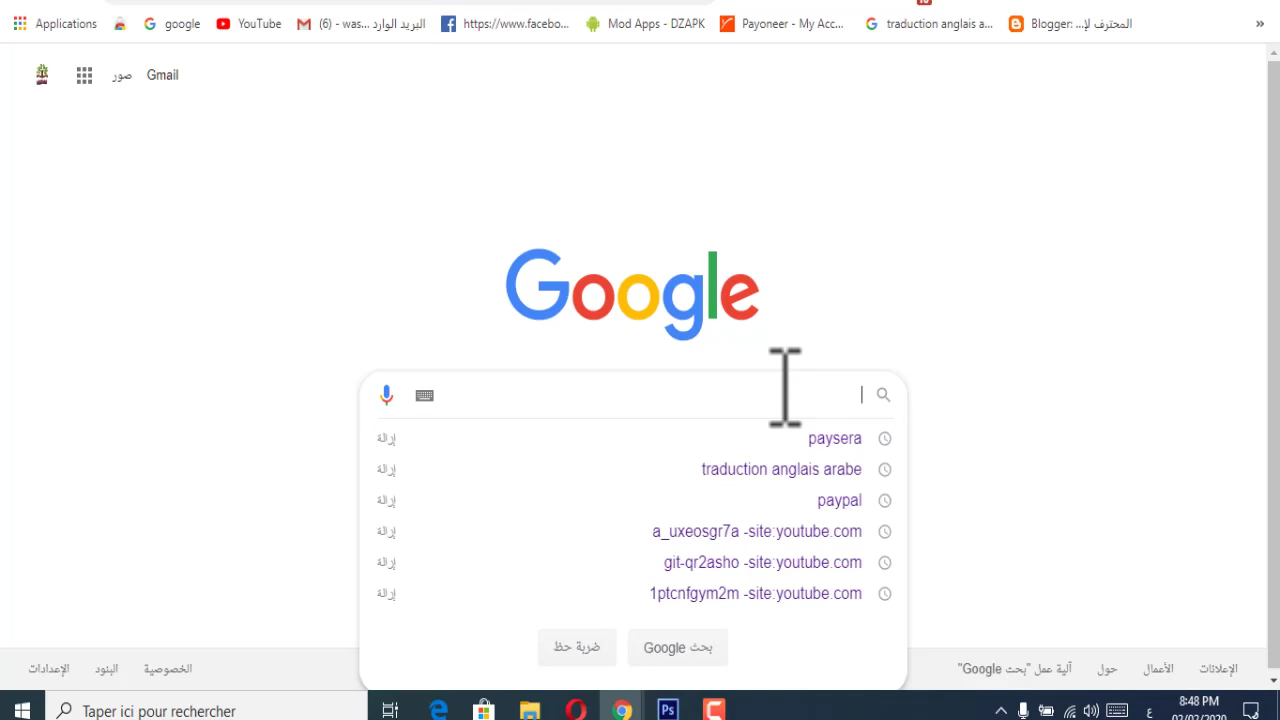 Applications
google
YouTube
(6) البريد الوارد - was...
https://www.facebo...
Mod Apps - DZAPK
Payoneer - My Acc...
traduction anglais a...
Blogger: المحترف لإ...
»
صور
Gmail
Google
paysera إزالة
traduction anglais arabe إزالة
paypal إزالة
a_uxeosgr7a -site:youtube.com إزالة
git-qr2asho -site:youtube.com إزالة
1ptcnfgym2m -site:youtube.com إزالة
بحث Google
ضربة حظ
الإعلانات
الأعمال
حول
آلية عمل "بحث Google"
الخصوصية
البنود
الإعدادات
Taper ici pour rechercher
Ps
ع
8:48 PM